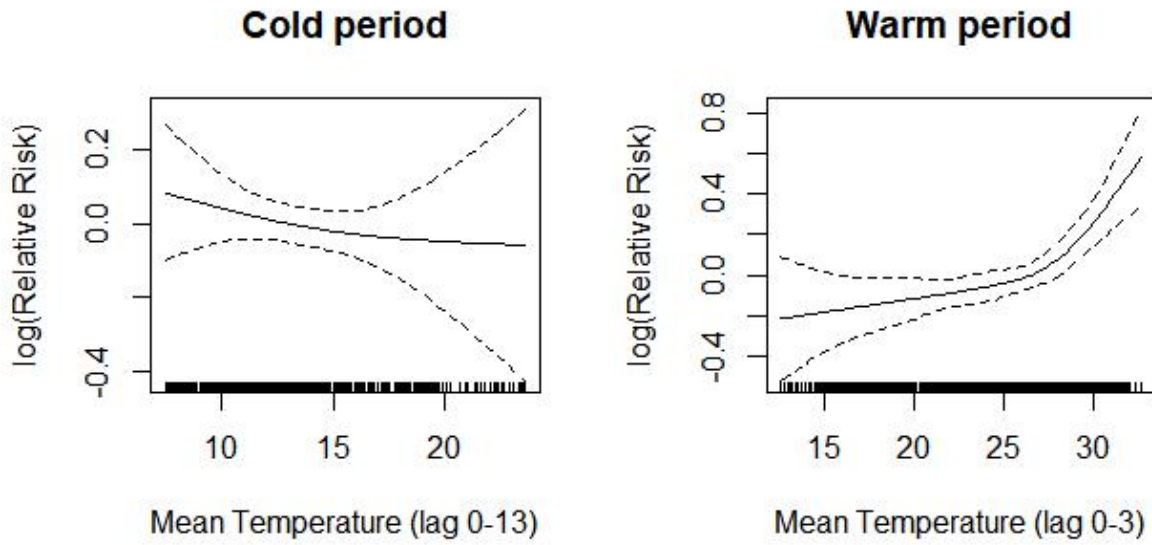 Cold period
log(Relative Risk)
0.2
0.0
-0.4
10 15 20
Mean Temperature (lag 0-13)
Warm period
log(Relative Risk)
0.8
0.4
0.0
-0.4
15 20 25 30
Mean Temperature (lag 0-3)